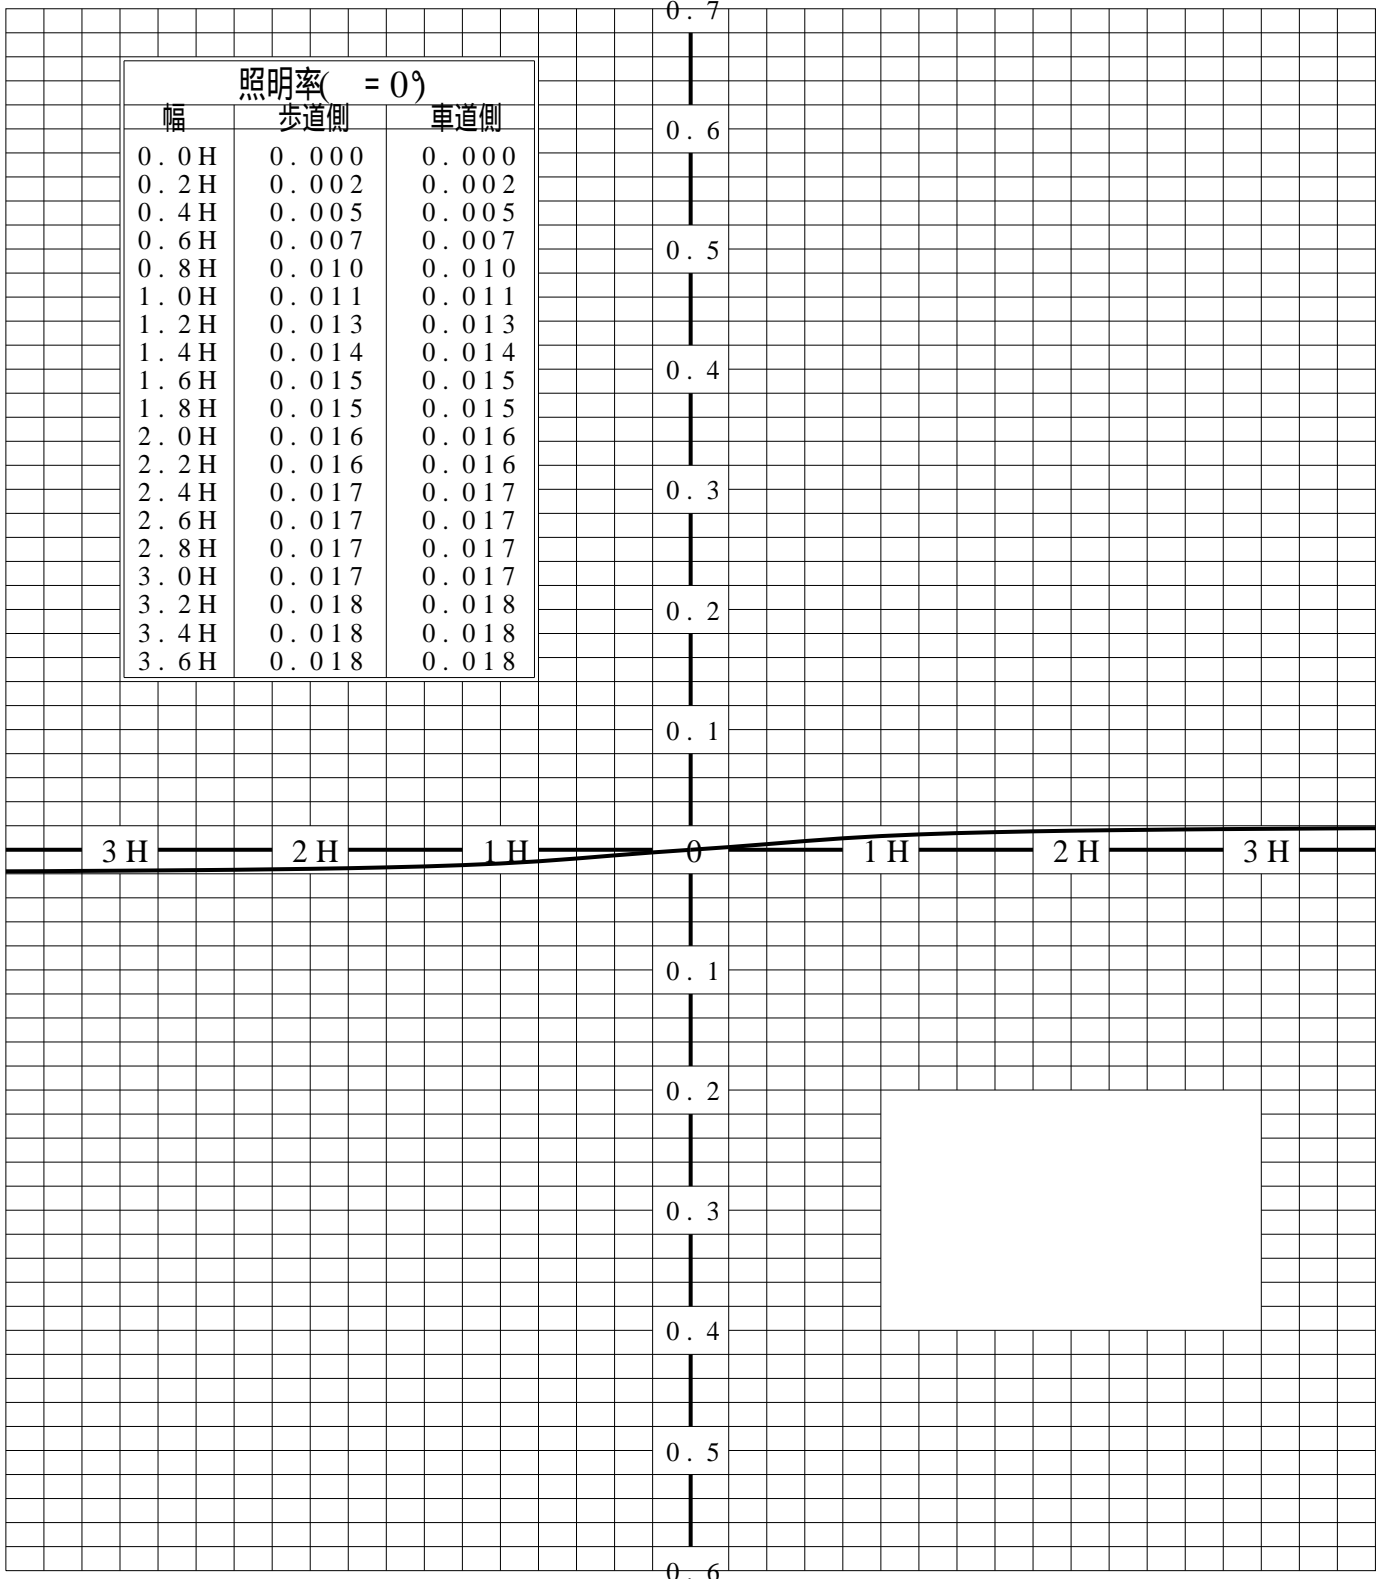 0.7
照明率( = 0°)
幅 歩道側 車道側
0.0H 0.000 0.000
0.2H 0.002 0.002
0.4H 0.005 0.005
0.6H 0.007 0.007
0.8H 0.010 0.010
1.0H 0.011 0.011
1.2H 0.013 0.013
1.4H 0.014 0.014
1.6H 0.015 0.015
1.8H 0.015 0.015
2.0H 0.016 0.016
2.2H 0.016 0.016
2.4H 0.017 0.017
2.6H 0.017 0.017
2.8H 0.017 0.017
3.0H 0.017 0.017
3.2H 0.018 0.018
3.4H 0.018 0.018
3.6H 0.018 0.018
0.6
0.5
0.4
0.3
0.2
0.1
3H 2H 1H 0 1H 2H 3H
0.1
0.2
0.3
0.4
0.5
0.6